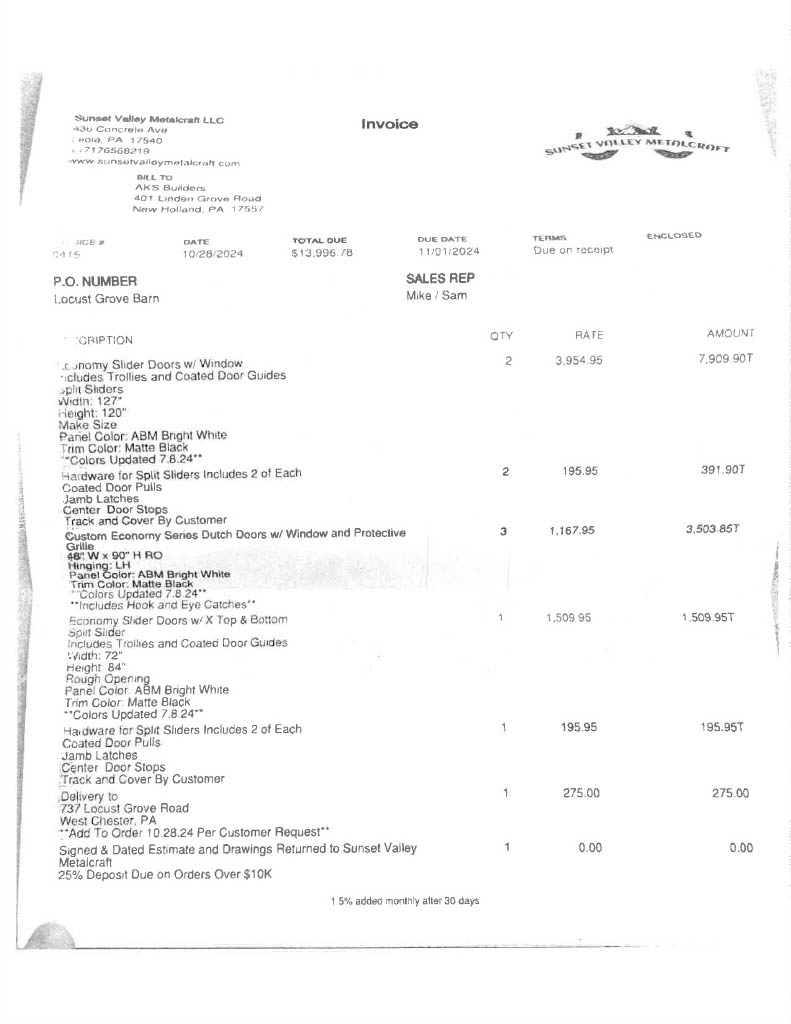 Sunset Valley Metalcraft LLC
436 Concrete Ave
PA 17540
7176568219
www.sunsetvalleymetalcraft.com
Invoice
SUNSET VALLEY METALCRAFT
BILL TO
AKS Builders
401 Linden Grove Road
New Holland, PA 17557
DATE TOTAL DUE DUE DATE TERMS ENCLOSED
10/28/2024 $13,996.78 11/01/2024 Due on receipt
P.O. NUMBER SALES REP
Locust Grove Barn Mike / Sam
QTY RATE AMOUNT
Economy Slider Doors w/ Window 2 3,954.95 7,909.90T
Includes Trollies and Coated Door Guides
Split Sliders
Width: 127"
Height: 120"
Make Size
Panel Color: ABM Bright White
Trim Color: Matte Black
**Colors Updated 7.8.24**
Hardware for Split Sliders Includes 2 of Each 2 195.95 391.90T
Coated Door Pulls
Jamb Latches
Center Door Stops
Track and Cover By Customer
Custom Economy Series Dutch Doors w/ Window and Protective 3 1,167.95 3,503.85T
Grille
48" W x 90" H RO
Hinging: LH
Panel Color: ABM Bright White
Trim Color: Matte Black
**Colors Updated 7.8.24**
**Includes Hook and Eye Catches**
Economy Slider Doors w/ X Top & Bottom 1 1,509.95 1,509.95T
Split Slider
Includes Trollies and Coated Door Guides
Width: 72"
Height 84"
Rough Opening
Panel Color: ABM Bright White
Trim Color: Matte Black
**Colors Updated 7.8.24**
Hardware for Split Sliders Includes 2 of Each 1 195.95 195.95T
Coated Door Pulls
Jamb Latches
Center Door Stops
Track and Cover By Customer
Delivery to 1 275.00 275.00
737 Locust Grove Road
West Chester, PA
**Add To Order 10.28.24 Per Customer Request**
Signed & Dated Estimate and Drawings Returned to Sunset Valley 1 0.00 0.00
Metalcraft
25% Deposit Due on Orders Over $10K
1.5% added monthly after 30 days